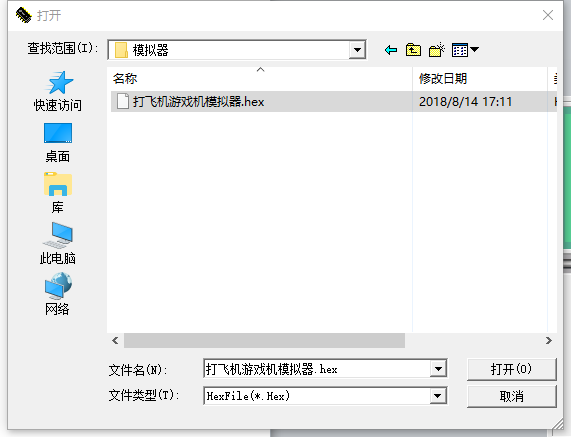 打开
查找范围(I):
模拟器
快速访问
桌面
库
此电脑
网络
名称
修改日期
打飞机游戏机模拟器.hex
2018/8/14 17:11
文件名(N):
打飞机游戏机模拟器.hex
打开(O)
文件类型(T):
HexFile(*.Hex)
取消